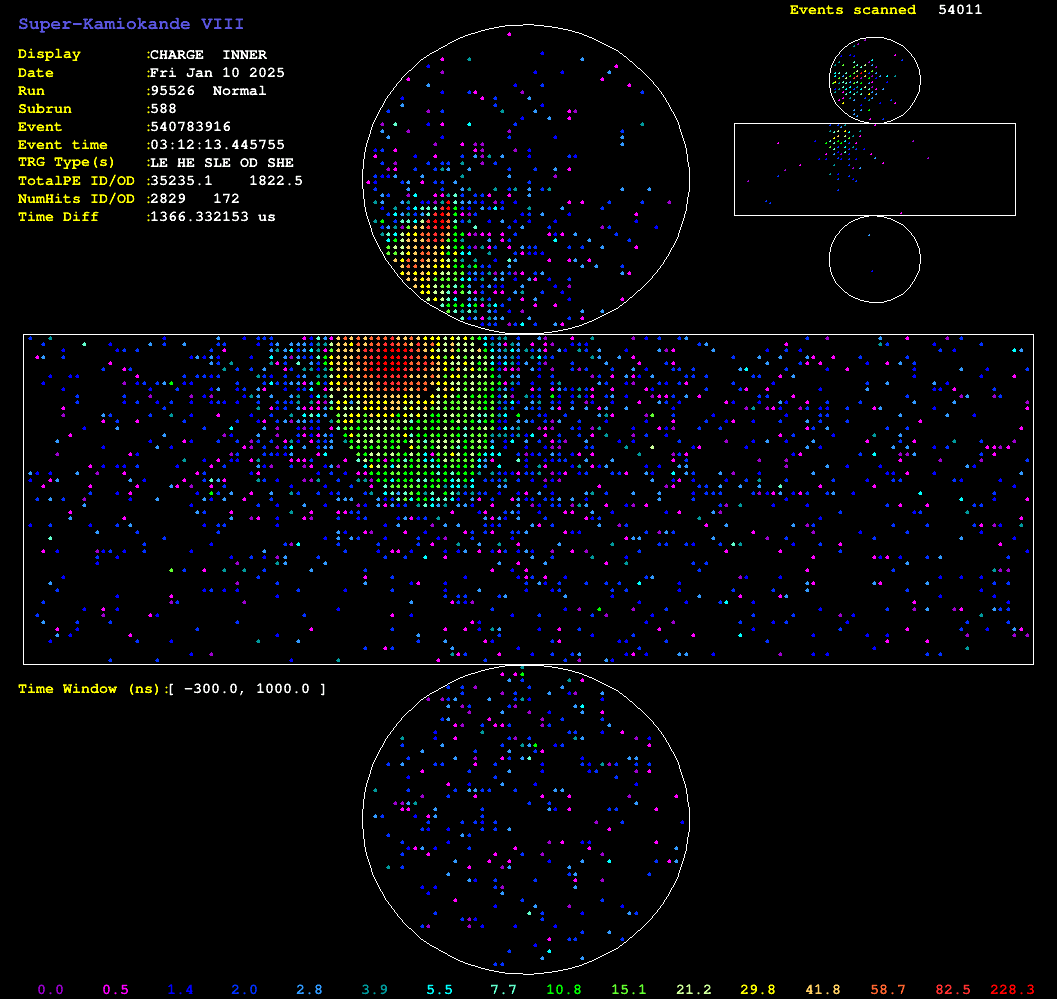 Super-Kamiokande VIII
Events scanned 54011
Display :CHARGE INNER
Date :Fri Jan 10 2025
Run :95526 Normal
Subrun :588
Event :540783916
Event time :03:12:13.445755
TRG Type(s) :LE HE SLE OD SHE
TotalPE ID/OD :35235.1 1822.5
NumHits ID/OD :2829 172
Time Diff :1366.332153 us
Time Window (ns):[ -300.0, 1000.0 ]
0.0 0.5 1.4 2.0 2.8 3.9 5.5 7.7 10.8 15.1 21.2 29.8 41.8 58.7 82.5 228.3